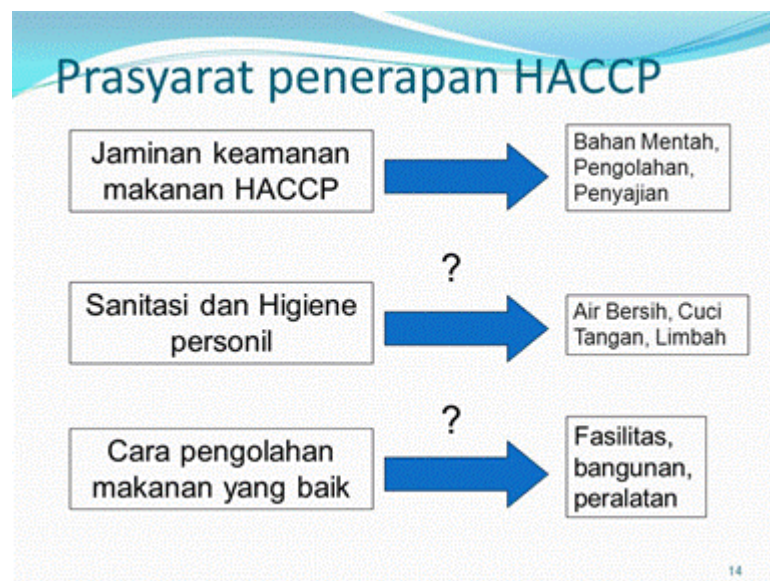 Prasyarat penerapan HACCP
Jaminan keamanan
makanan HACCP
Bahan Mentah,
Pengolahan,
Penyajian
?
Sanitasi dan Higiene
personil
Air Bersih, Cuci
Tangan, Limbah
?
Cara pengolahan
makanan yang baik
Fasilitas,
bangunan,
peralatan
14